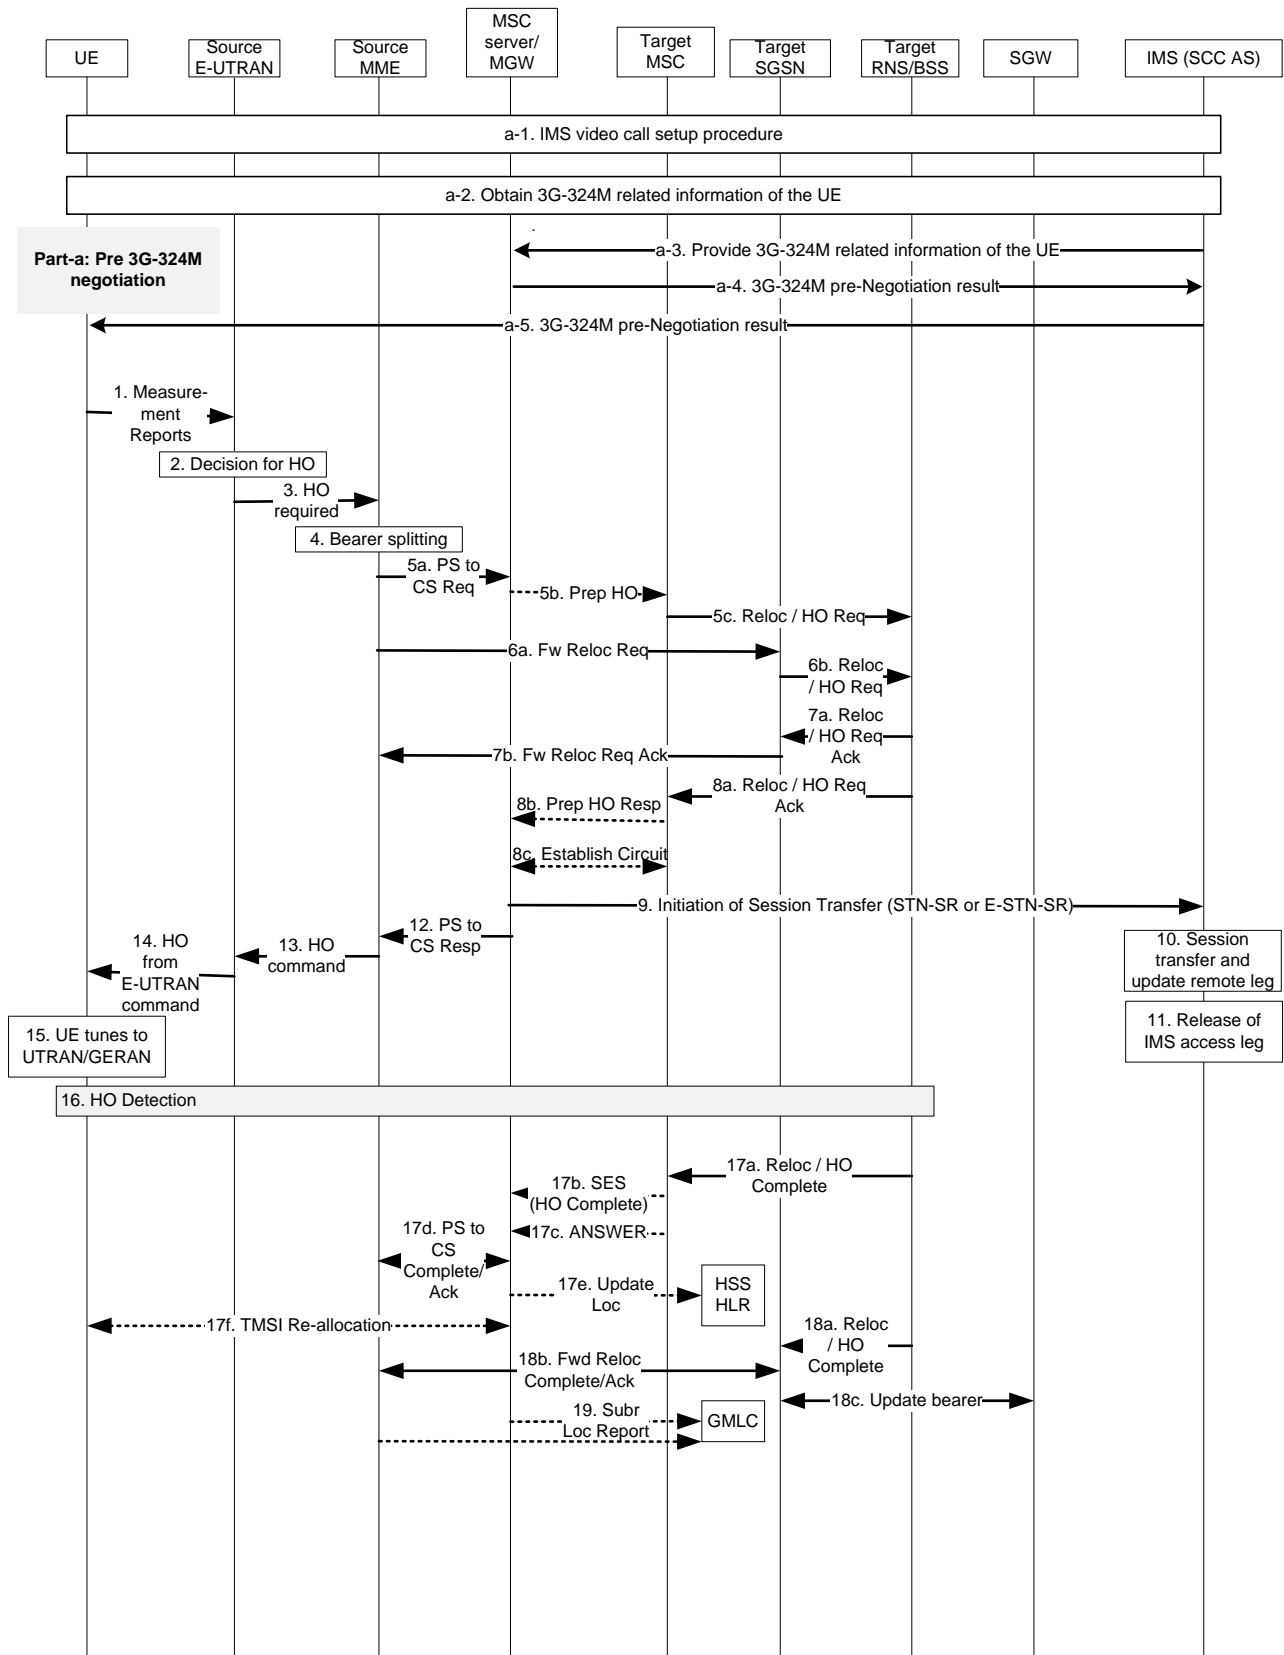 UE
Source
E-UTRAN
Source
MME
MSC
server/
MGW
Target
MSC
Target
SGSN
Target
RNS/BSS
SGW
IMS (SCC AS)
a-1. IMS video call setup procedure
a-2. Obtain 3G-324M related information of the UE
.
Part-a: Pre 3G-324M
negotiation
a-3. Provide 3G-324M related information of the UE
a-4. 3G-324M pre-Negotiation result
a-5. 3G-324M pre-Negotiation result
1. Measure-
ment
Reports
2. Decision for HO
3. HO
required
4. Bearer splitting
5a. PS to
CS Req
5b. Prep HO
5c. Reloc / HO Req
6a. Fw Reloc Req
6b. Reloc
/ HO Req
7a. Reloc
/ HO Req
Ack
7b. Fw Reloc Req Ack
8a. Reloc / HO Req
Ack
8b. Prep HO Resp
8c. Establish Circuit
9. Initiation of Session Transfer (STN-SR or E-STN-SR)
12. PS to
CS Resp
10. Session
transfer and
update remote leg
13. HO
command
14. HO
from
E-UTRAN
command
11. Release of
IMS access leg
15. UE tunes to
UTRAN/GERAN
16. HO Detection
17a. Reloc / HO
Complete
17b. SES
(HO Complete)
17c. ANSWER
17d. PS to
CS
Complete/
Ack
17e. Update
Loc
HSS
HLR
17f. TMSI Re-allocation
18a. Reloc
/ HO
Complete
18b. Fwd Reloc
Complete/Ack
18c. Update bearer
19. Subr
Loc Report
GMLC